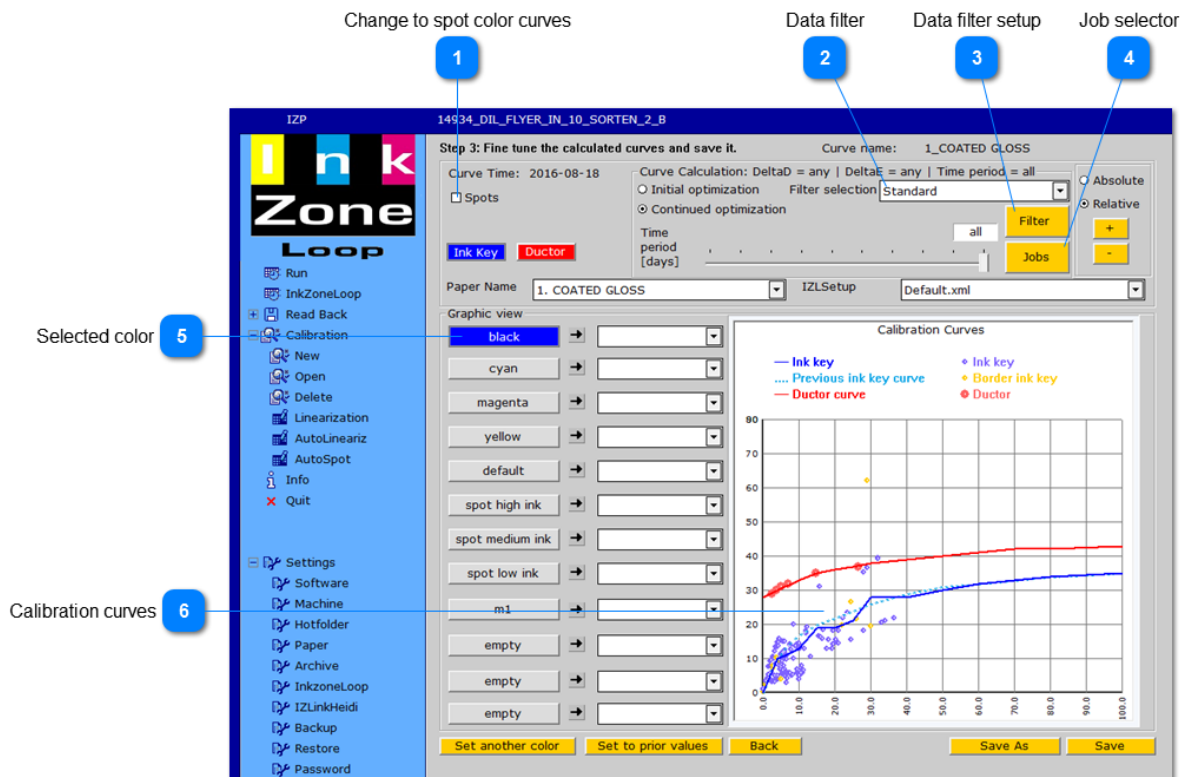 Change to spot color curves
Data filter
Data filter setup
Job selector
1
2
3
4
IZP
14934_DIL_FLYER_IN_10_SORTEN_2_B
Ink
Zone
Loop
Run
InkZoneLoop
Read Back
Calibration
New
Open
Delete
Linearization
AutoLineariz
AutoSpot
Info
Quit
Settings
Software
Machine
Hotfolder
Paper
Archive
InkzoneLoop
IZLinkHeidi
Backup
Restore
Password
Selected color 5
Calibration curves 6
Step 3: Fine tune the calculated curves and save it.
Curve name: 1_COATED GLOSS
Curve Time: 2016-08-18
Spots
Ink Key
Ductor
Curve Calculation: DeltaD = any | DeltaE = any | Time period = all
Initial optimization
Filter selection Standard
Continued optimization
Time
period
[days]
all
Filter
Jobs
Absolute
Relative
+
-
Paper Name 1. COATED GLOSS
IZLSetup Default.xml
Graphic view
black
cyan
magenta
yellow
default
spot high ink
spot medium ink
spot low ink
m1
empty
empty
empty
Calibration Curves
Ink key
.... Previous ink key curve
Ductor curve
Ink key
Border ink key
Ductor
80
70
60
50
40
30
20
10
0
0.0
10.0
20.0
30.0
40.0
50.0
60.0
70.0
80.0
90.0
100.0
Set another color
Set to prior values
Back
Save As
Save